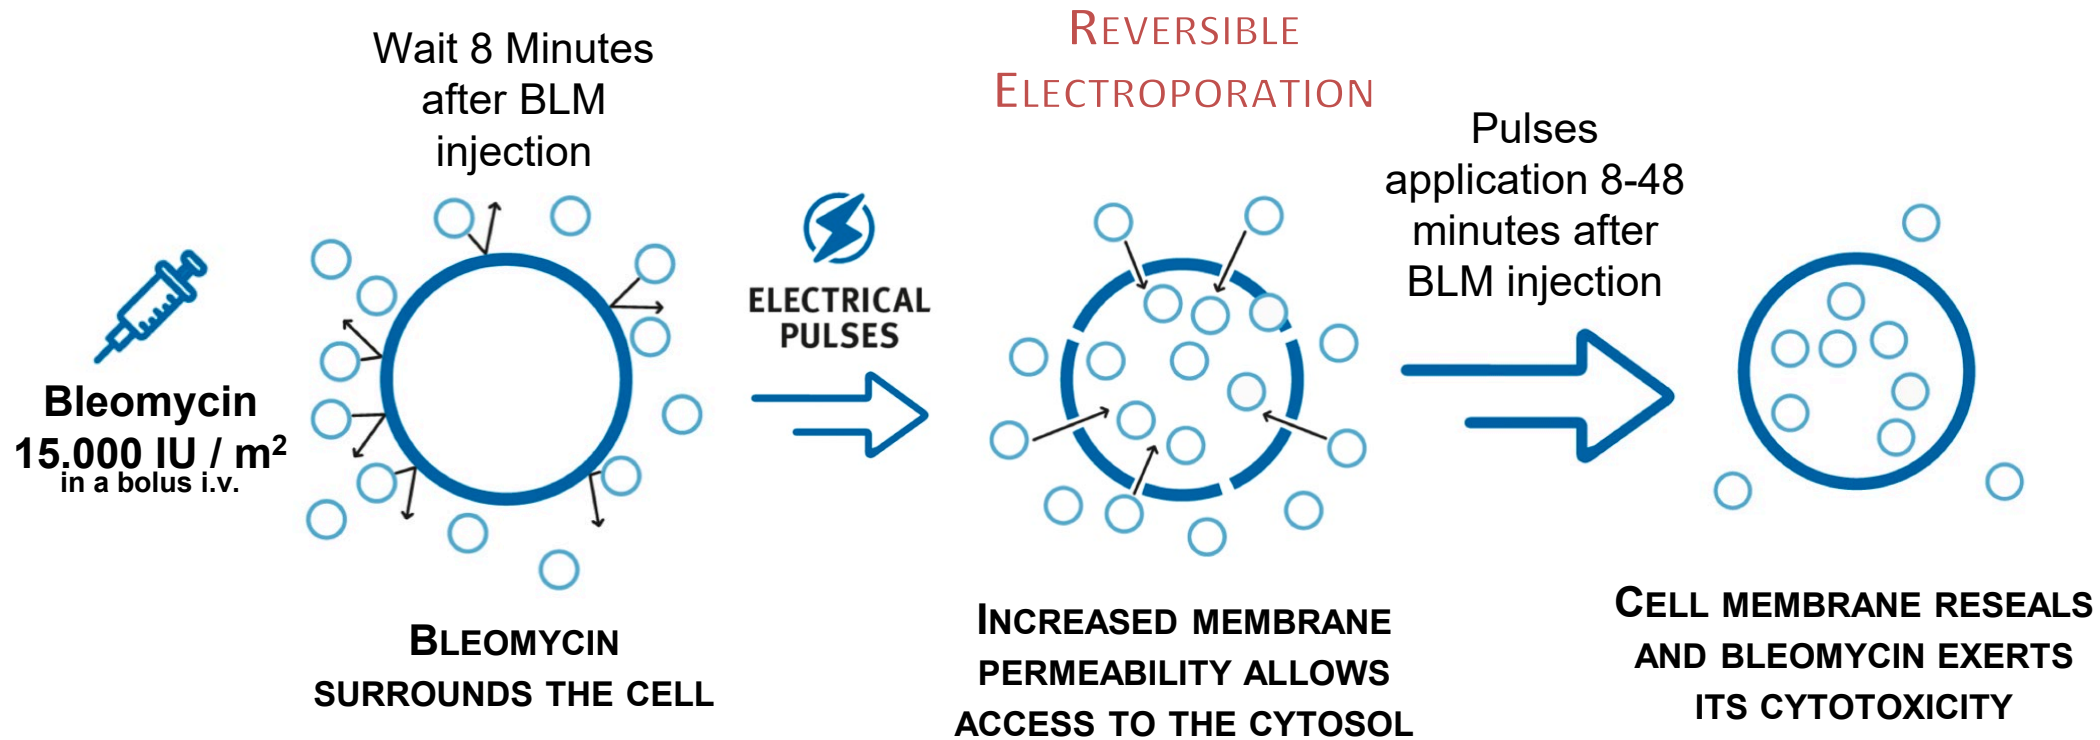 Wait 8 Minutes
after BLM
injection
Bleomycin
15.000 IU / m²
in a bolus i.v.
BLEOMYCIN
SURROUNDS THE CELL
ELECTRICAL
PULSES
REVERSIBLE
ELECTROPORATION
INCREASED MEMBRANE
PERMEABILITY ALLOWS
ACCESS TO THE CYTOSOL
Pulses
application 8-48
minutes after
BLM injection
CELL MEMBRANE RESEALS
AND BLEOMYCIN EXERTS
ITS CYTOTOXICITY